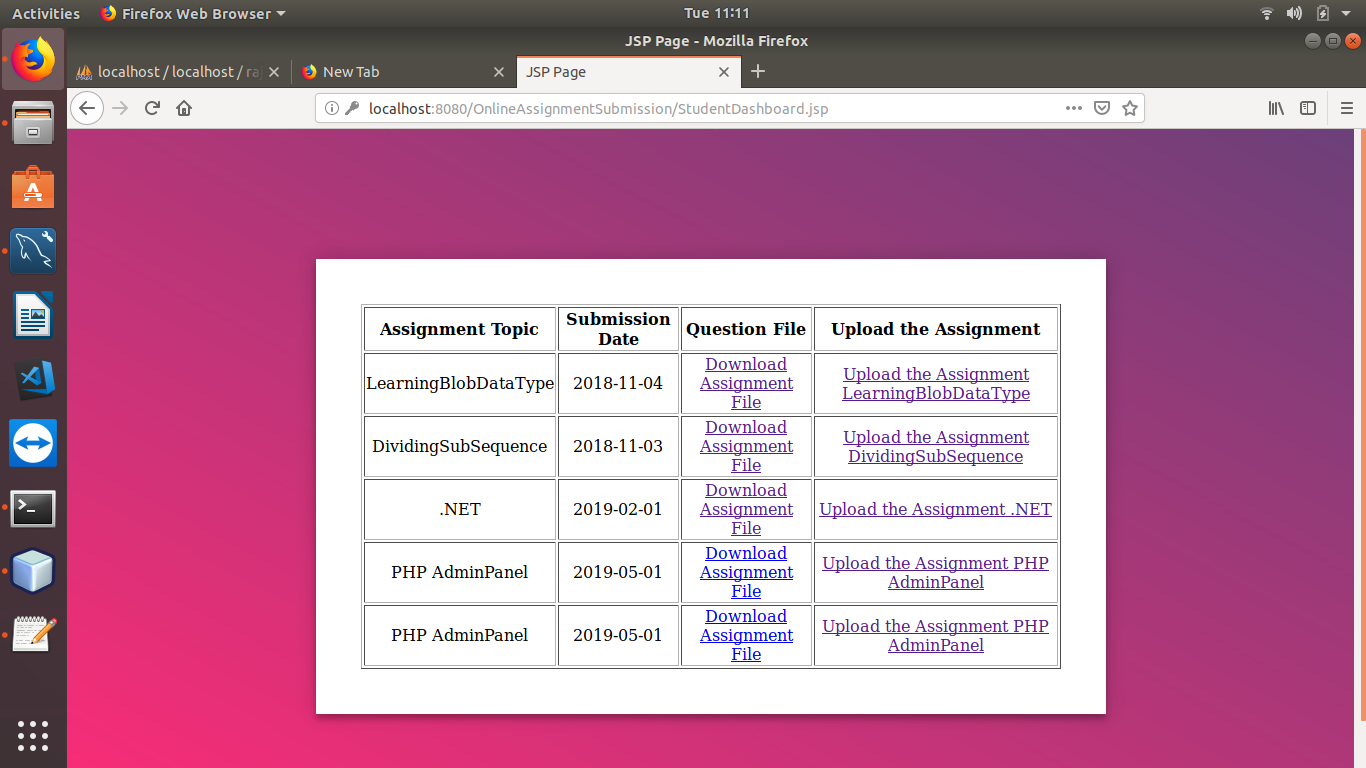 Activities Firefox Web Browser Tue 11:11
JSP Page - Mozilla Firefox
localhost / localhost / ra New Tab JSP Page
localhost:8080/OnlineAssignmentSubmission/StudentDashboard.jsp
Assignment Topic Submission Date Question File Upload the Assignment
LearningBlobDataType 2018-11-04 Download Assignment File Upload the Assignment LearningBlobDataType
DividingSubSequence 2018-11-03 Download Assignment File Upload the Assignment DividingSubSequence
.NET 2019-02-01 Download Assignment File Upload the Assignment .NET
PHP AdminPanel 2019-05-01 Download Assignment File Upload the Assignment PHP AdminPanel
PHP AdminPanel 2019-05-01 Download Assignment File Upload the Assignment PHP AdminPanel